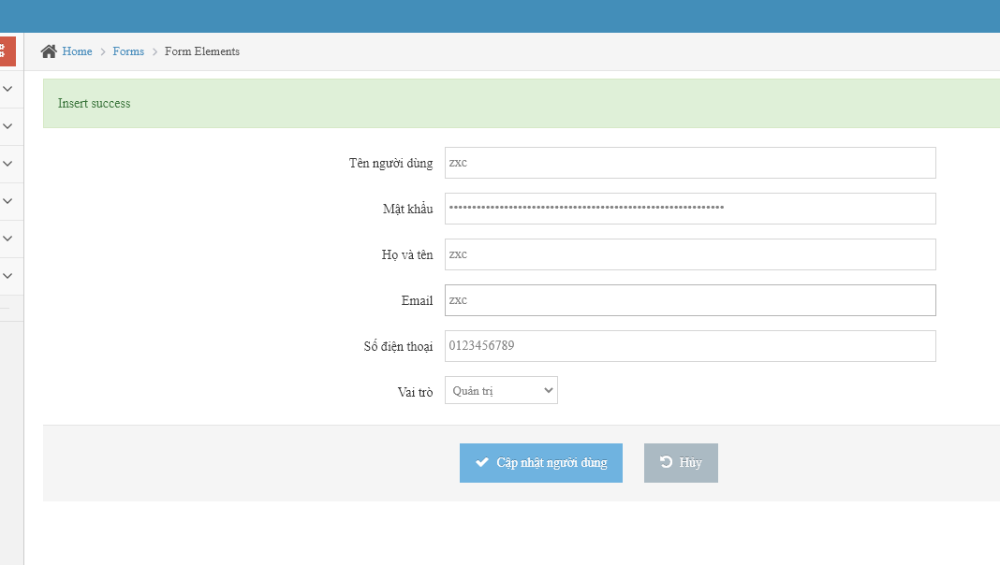 Home > Forms > Form Elements
Insert success
Tên người dùng zxc
Mật khẩu ••••••••••••••••••••••••••••••••••••••••••••••••••••••••••••
Họ và tên zxc
Email zxc
Số điện thoại 0123456789
Vai trò Quản trị
Cập nhật người dùng Hủy